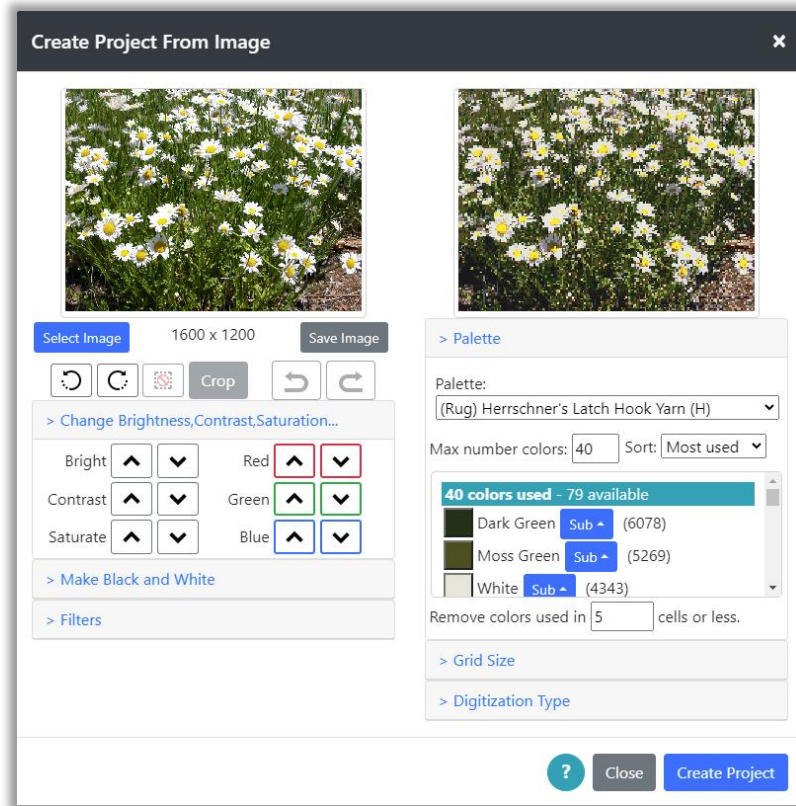 Create Project From Image ×
Select Image 1600 x 1200 Save Image
Crop
> Change Brightness,Contrast,Saturation...
Bright Red
Contrast Green
Saturate Blue
> Make Black and White
> Filters
> Palette
Palette:
(Rug) Herrschner's Latch Hook Yarn (H)
Max number colors: 40 Sort: Most used
40 colors used - 79 available
Dark Green Sub (6078)
Moss Green Sub (5269)
White Sub (4343)
Remove colors used in 5 cells or less.
> Grid Size
> Digitization Type
? Close Create Project